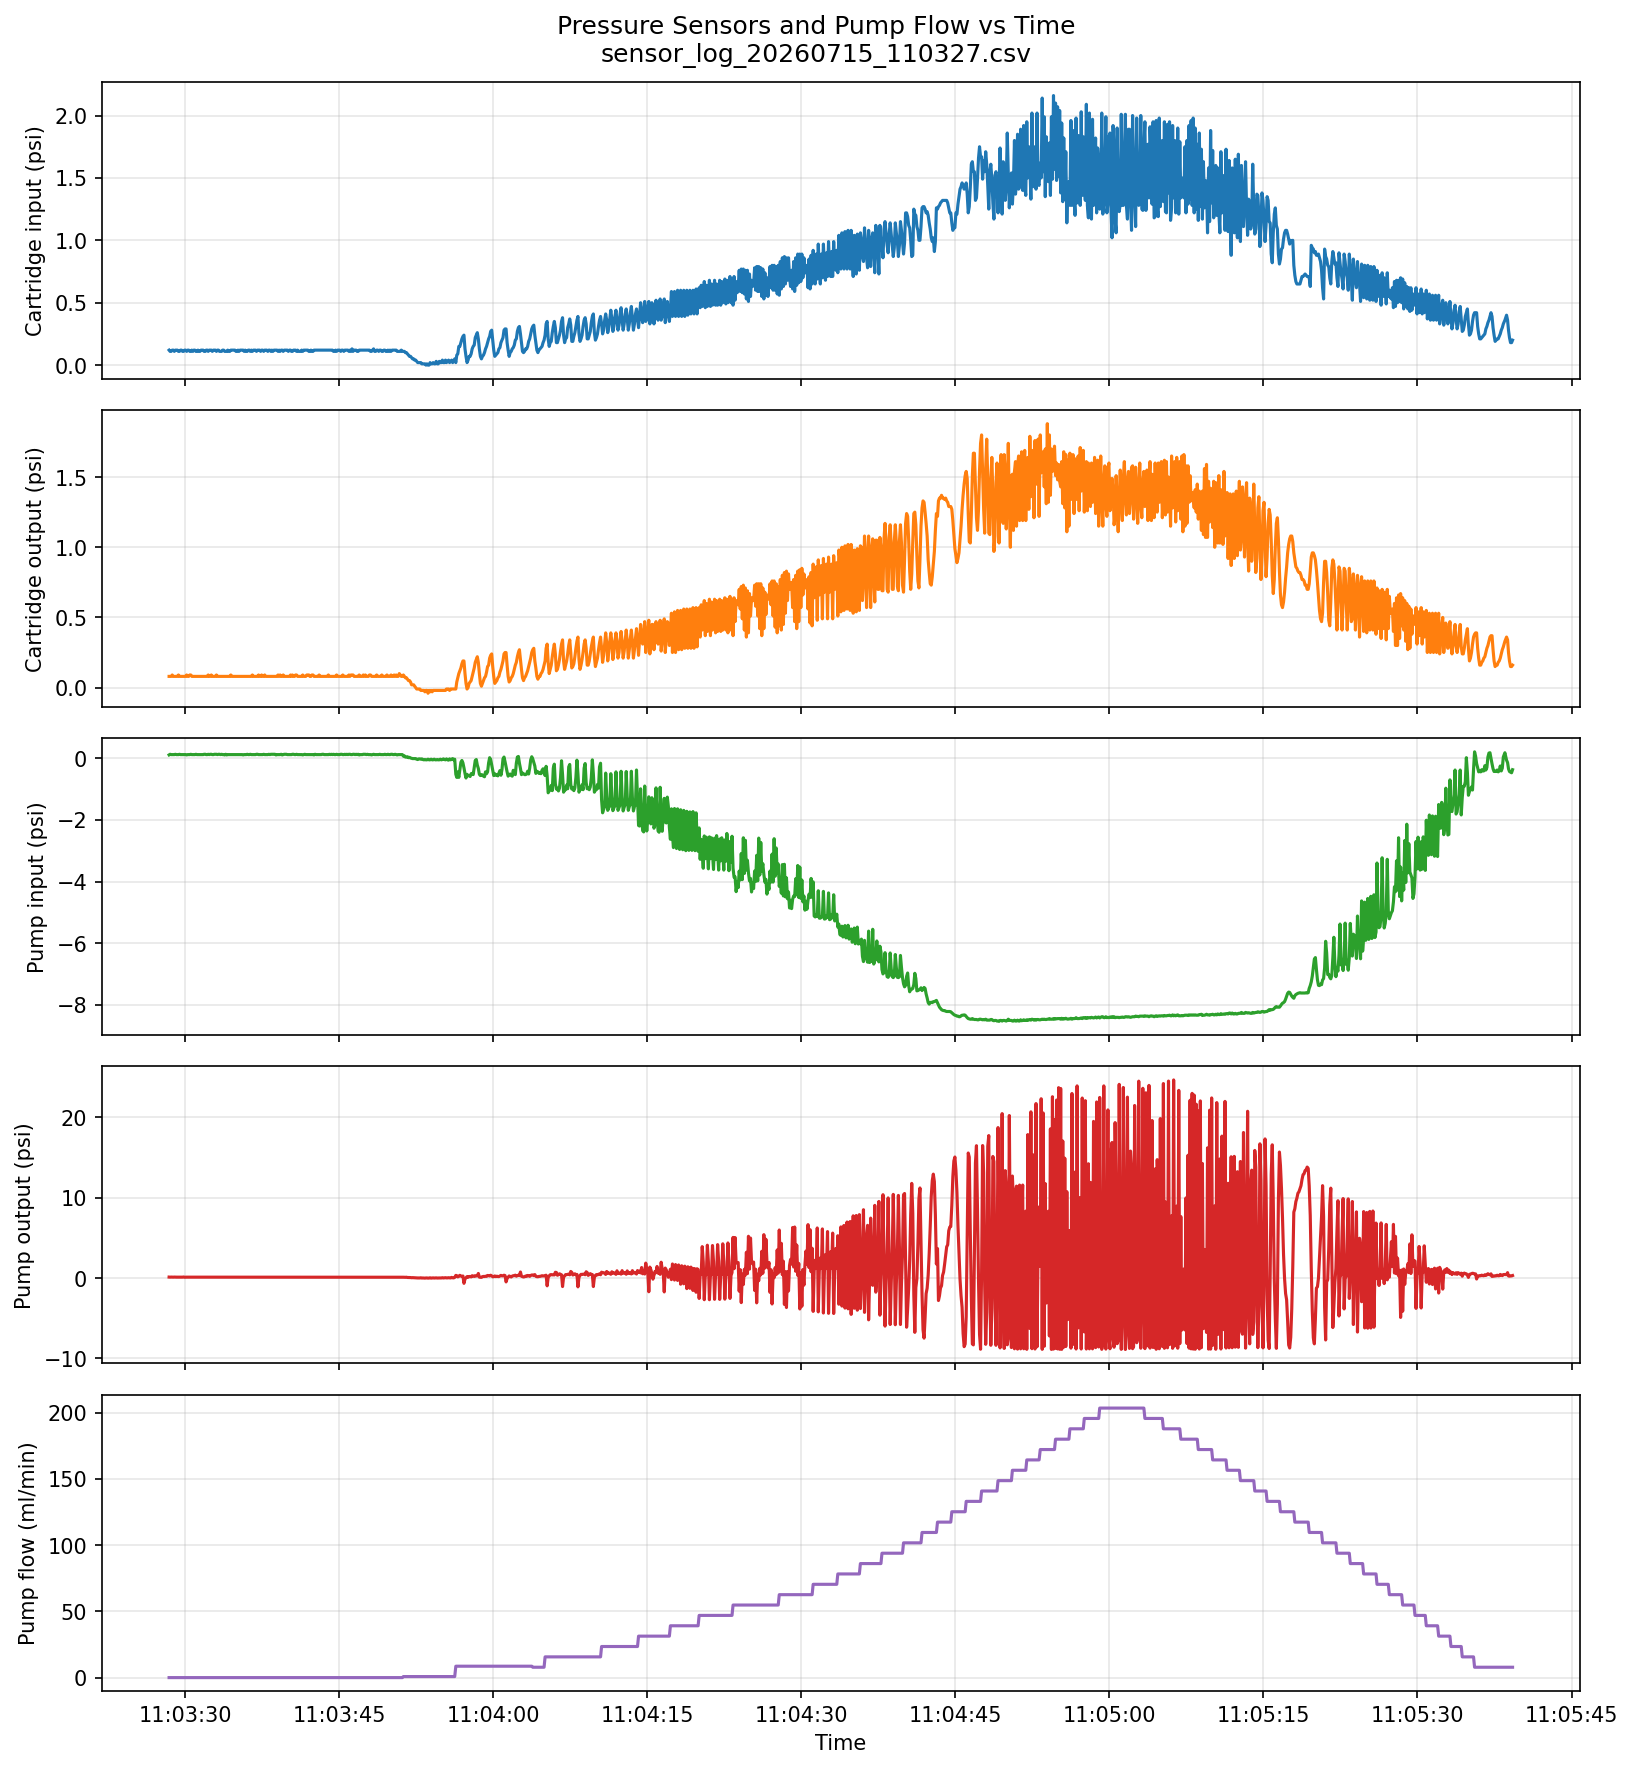 Pressure Sensors and Pump Flow vs Time
sensor_log_20260715_110327.csv
Cartridge input (psi)
2.0
1.5
1.0
0.5
0.0
Cartridge output (psi)
1.5
1.0
0.5
0.0
Pump input (psi)
0
−2
−4
−6
−8
Pump output (psi)
20
10
0
−10
Pump flow (ml/min)
200
150
100
50
0
11:03:30 11:03:45 11:04:00 11:04:15 11:04:30 11:04:45 11:05:00 11:05:15 11:05:30 11:05:45
Time